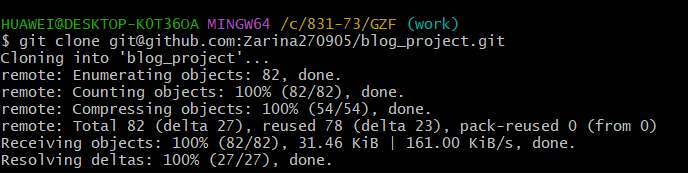 HUAWEI@DESKTOP-KOT36OA MINGW64 /c/831-73/GZF (work)
$ git clone git@github.com:Zarina270905/blog_project.git
Cloning into 'blog_project'...
remote: Enumerating objects: 82, done.
remote: Counting objects: 100% (82/82), done.
remote: Compressing objects: 100% (54/54), done.
remote: Total 82 (delta 27), reused 78 (delta 23), pack-reused 0 (from 0)
Receiving objects: 100% (82/82), 31.46 KiB | 161.00 KiB/s, done.
Resolving deltas: 100% (27/27), done.